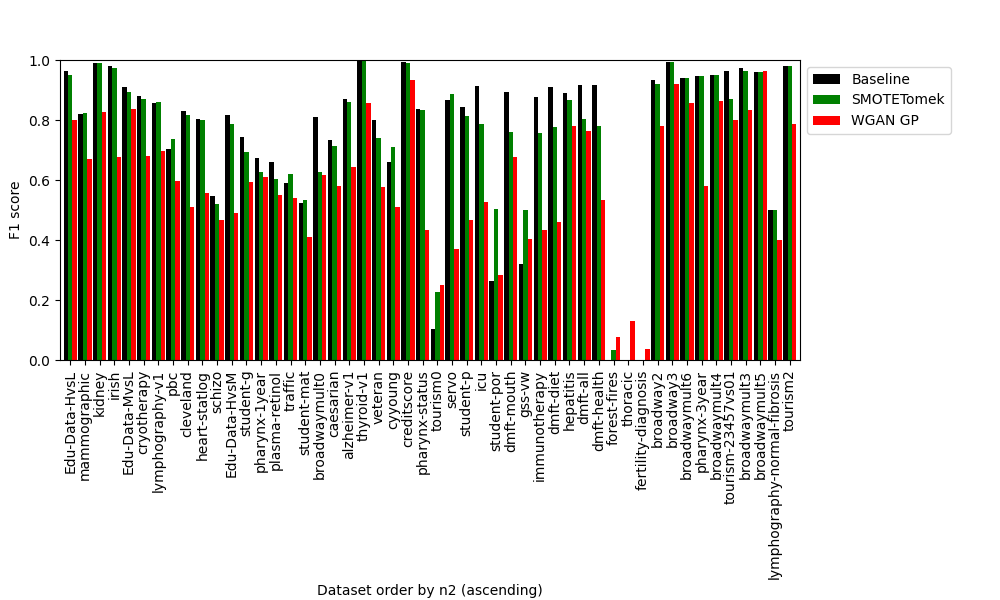 1.0
0.8
0.6
0.4
0.2
0.0
F1 score
Baseline
SMOTETomek
WGAN GP
Edu-Data-HvsL
mammographic
kidney
irish
Edu-Data-MvsL
cryotherapy
lymphography-v1
pbc
cleveland
heart-statlog
schizo
Edu-Data-HvsM
student-g
pharynx-1year
plasma-retinol
traffic
student-mat
broadwaymult0
caesarian
alzheimer-v1
thyroid-v1
veteran
cyyoung
creditscore
pharynx-status
tourism0
servo
student-p
icu
student-por
dmft-mouth
gss-vw
immunotherapy
dmft-diet
hepatitis
dmft-all
dmft-health
forest-fires
thoracic
fertility-diagnosis
broadway2
broadway3
broadwaymult6
pharynx-3year
broadwaymult4
tourism-23457vs01
broadwaymult3
broadwaymult5
lymphography-normal-fibrosis
tourism2
Dataset order by n2 (ascending)